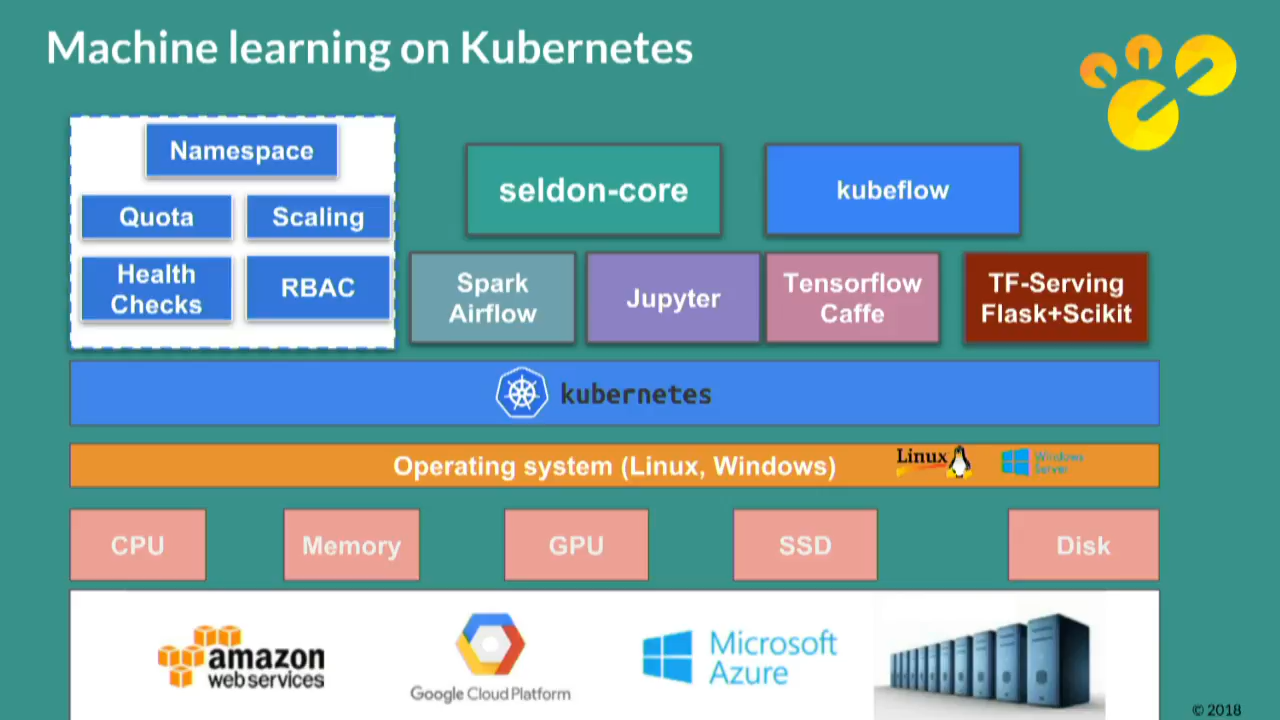 Machine learning on Kubernetes
Namespace
Quota
Scaling
Health
Checks
RBAC
seldon-core
kubeflow
Spark
Airflow
Jupyter
Tensorflow
Caffe
TF-Serving
Flask+Scikit
kubernetes
Operating system (Linux, Windows)
Linux
Windows
Server
CPU
Memory
GPU
SSD
Disk
amazon
web services
Google Cloud Platform
Microsoft
Azure
© 2018